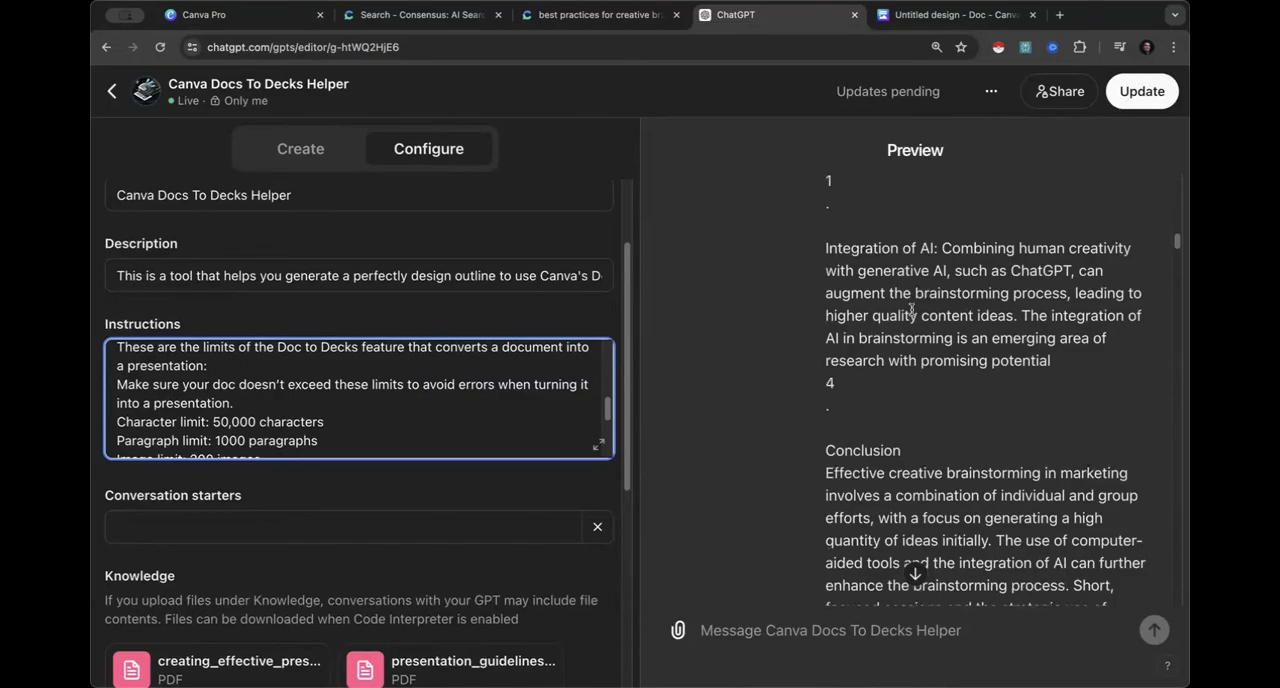 Canva Pro
Search - Consensus: AI Sear
best practices for creative br
ChatGPT
Untitled design - Doc - Canva
chatgpt.com/gpts/editor/g-htWQ2HjE6
Canva Docs To Decks Helper
Live · Only me
Updates pending
Share
Update
Create
Configure
Canva Docs To Decks Helper
Description
This is a tool that helps you generate a perfectly design outline to use Canva's D
Instructions
These are the limits of the Doc to Decks feature that converts a document into
a presentation:
Make sure your doc doesn't exceed these limits to avoid errors when turning it
into a presentation.
Character limit: 50,000 characters
Paragraph limit: 1000 paragraphs
Image limit: 200 images
Conversation starters
Knowledge
If you upload files under Knowledge, conversations with your GPT may include file
contents. Files can be downloaded when Code Interpreter is enabled
creating_effective_pres...
PDF
presentation_guidelines...
PDF
Preview
1
.
Integration of AI: Combining human creativity
with generative AI, such as ChatGPT, can
augment the brainstorming process, leading to
higher quality content ideas. The integration of
AI in brainstorming is an emerging area of
research with promising potential
4
.
Conclusion
Effective creative brainstorming in marketing
involves a combination of individual and group
efforts, with a focus on generating a high
quantity of ideas initially. The use of computer-
aided tools and the integration of AI can further
enhance the brainstorming process. Short,
focused sessions and the strategic use of
Message Canva Docs To Decks Helper
?